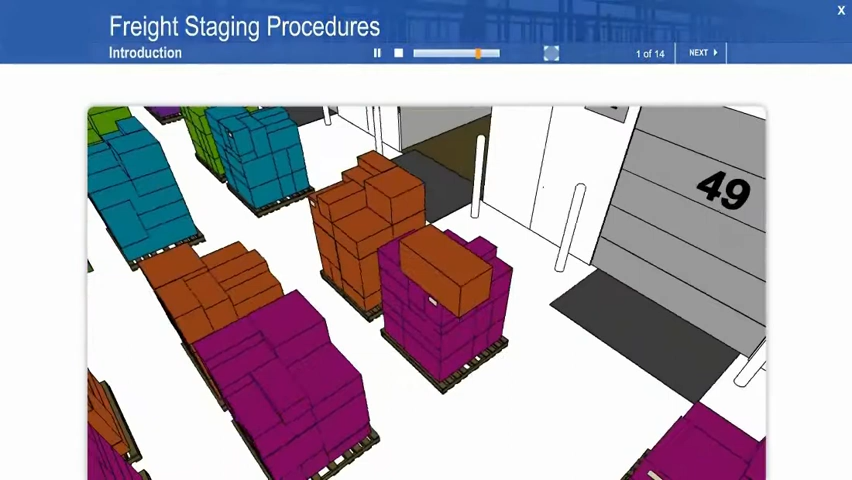 X
Freight Staging Procedures
Introduction
1 of 14
NEXT
49